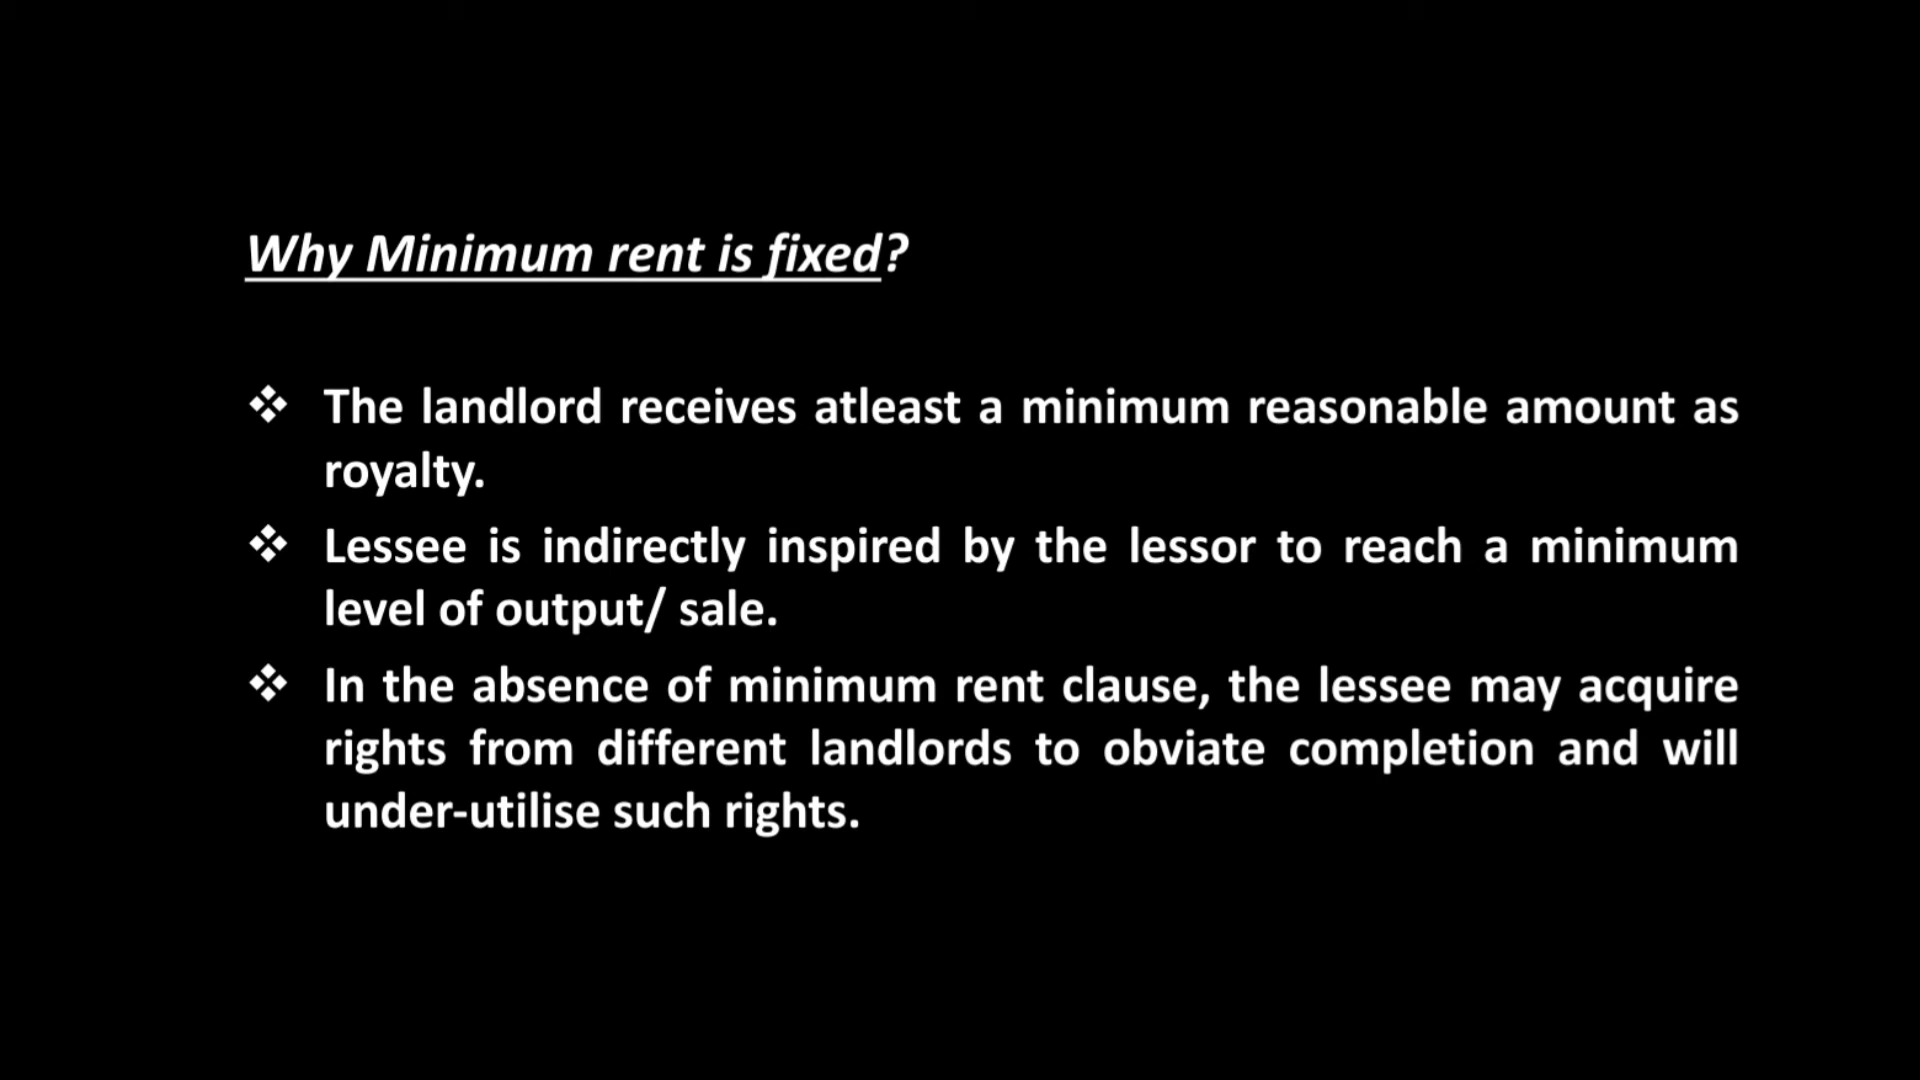 Why Minimum rent is fixed?
❖ The landlord receives atleast a minimum reasonable amount as
royalty.
❖ Lessee is indirectly inspired by the lessor to reach a minimum
level of output/ sale.
❖ In the absence of minimum rent clause, the lessee may acquire
rights from different landlords to obviate completion and will
under-utilise such rights.